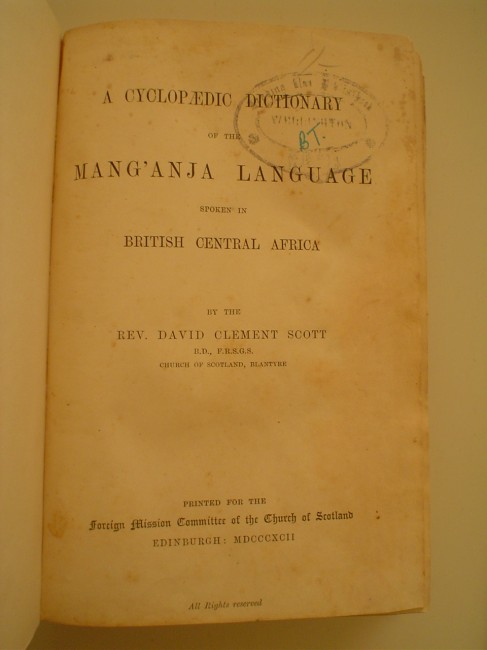 A CYCLOPÆDIC DICTIONARY
OF THE
MANG'ANJA LANGUAGE
SPOKEN IN
BRITISH CENTRAL AFRICA
BY THE
REV. DAVID CLEMENT SCOTT
B.D., F.R.S.G.S.
CHURCH OF SCOTLAND, BLANTYRE
PRINTED FOR THE
Foreign Mission Committee of the Church of Scotland
EDINBURGH: MDCCCXCII
All Rights reserved
WELLINGTON
BT.